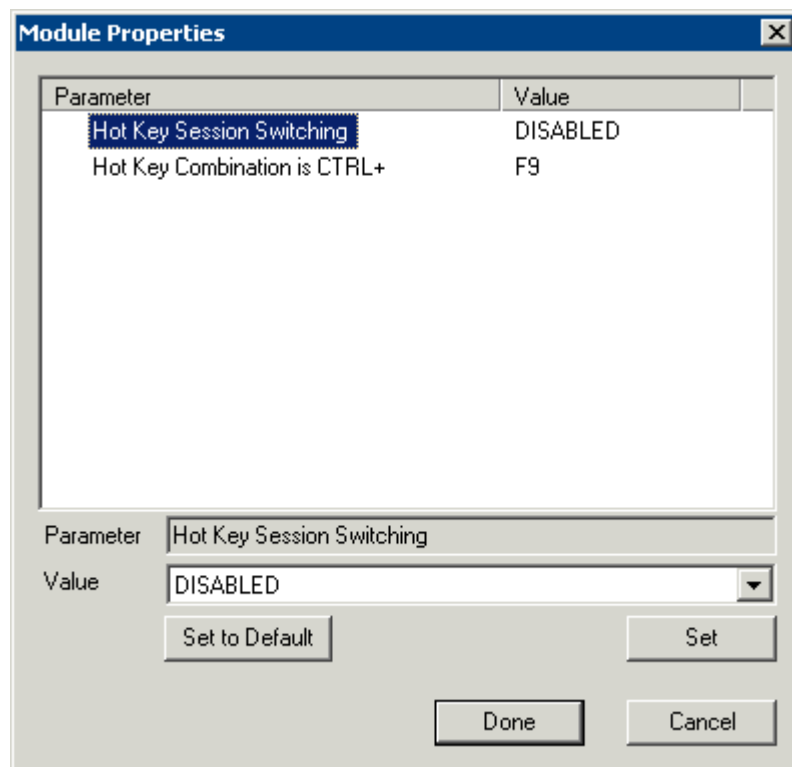 Module Properties
Parameter Value
Hot Key Session Switching DISABLED
Hot Key Combination is CTRL+ F9
Parameter Hot Key Session Switching
Value DISABLED
Set to Default Set
Done Cancel